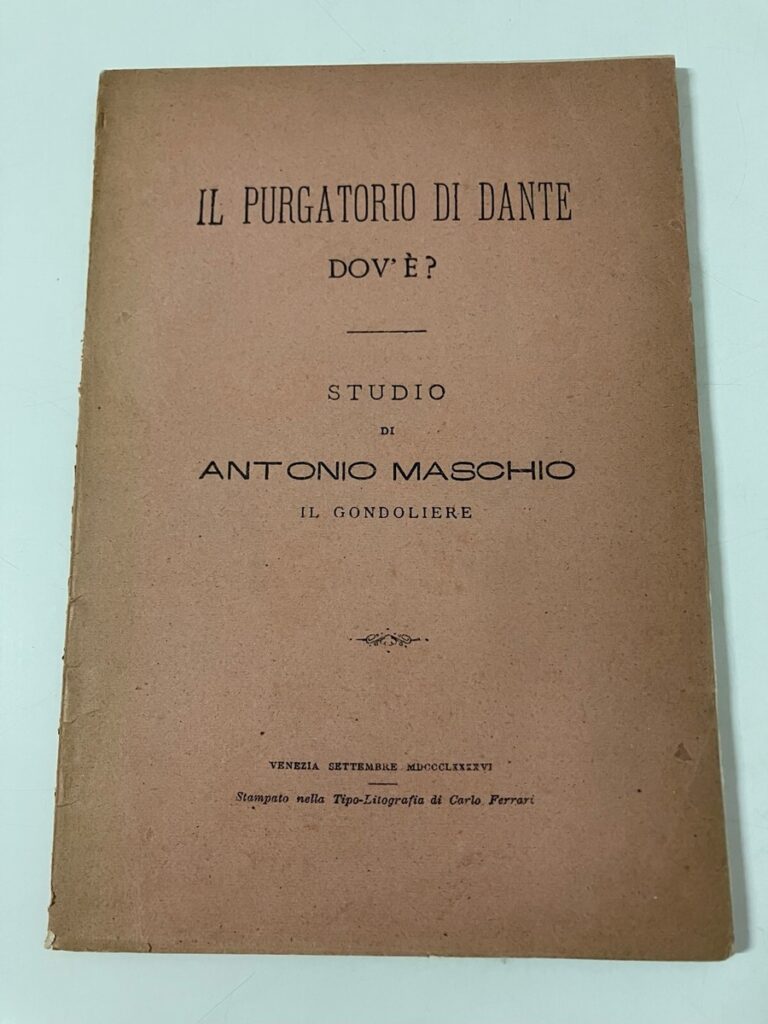 IL PURGATORIO DI DANTE
DOV' È?
STUDIO
DI
ANTONIO MASCHIO
IL GONDOLIERE
VENEZIA SETTEMBRE MDCCCLXXXXVI
Stampato nella Tipo-Litografia di Carlo Ferrari